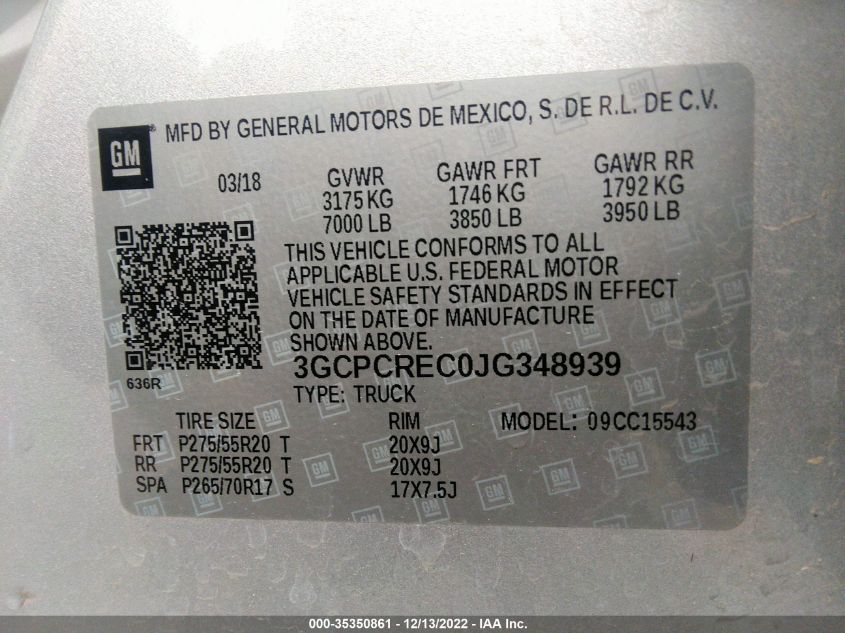 GM ® MFD BY GENERAL MOTORS DE MEXICO, S. DE R.L. DE C.V.
03/18 GVWR GAWR FRT GAWR RR
3175 KG 1746 KG 1792 KG
7000 LB 3850 LB 3950 LB
THIS VEHICLE CONFORMS TO ALL
APPLICABLE U.S. FEDERAL MOTOR
VEHICLE SAFETY STANDARDS IN EFFECT
ON THE DATE OF MANUFACTURE
SHOWN ABOVE.
3GCPCREC0JG348939
636R TYPE: TRUCK
TIRE SIZE RIM MODEL: 09CC15543
FRT P275/55R20 T 20X9J
RR P275/55R20 T 20X9J
SPA P265/70R17 S 17X7.5J
000-35350861 - 12/13/2022 - IAA Inc.